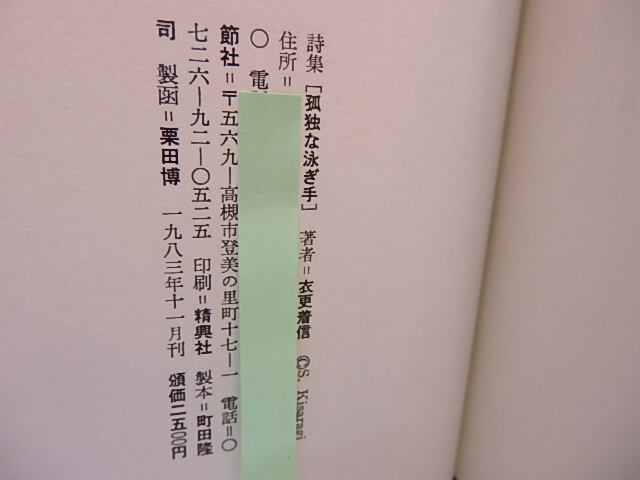 詩集「孤独な泳ぎ手」 著者＝衣更着信 ©S. Kisaragi
住所＝
〇 電
節社＝〒五六九―高槻市登美の里町十七―一 電話＝〇
七二六―九二―〇五二五 印刷＝精興社 製本＝町田隆
司 製函＝栗田博 一九八三年十一月刊 頒価二五〇〇円